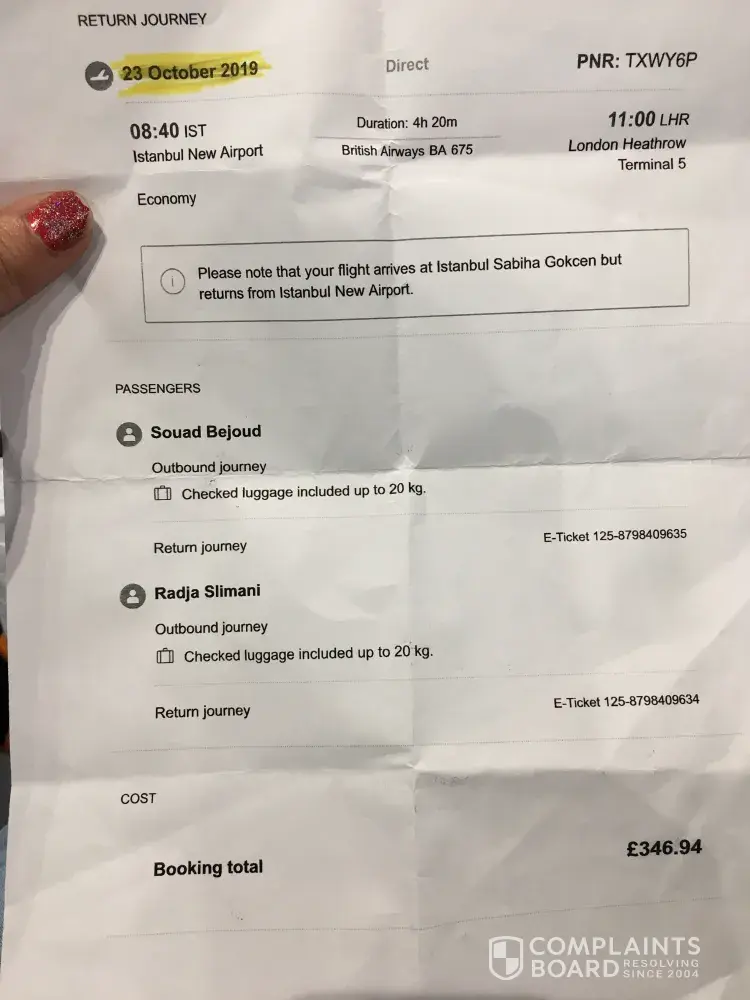 RETURN JOURNEY
23 October 2019
Direct
PNR: TXWY6P
08:40 IST
Duration: 4h 20m
11:00 LHR
Istanbul New Airport
British Airways BA 675
London Heathrow
Terminal 5
Economy
Please note that your flight arrives at Istanbul Sabiha Gokcen but
returns from Istanbul New Airport.
PASSENGERS
Souad Bejoud
Outbound journey
Checked luggage included up to 20 kg.
Return journey
E-Ticket 125-8798409635
Radja Slimani
Outbound journey
Checked luggage included up to 20 kg.
Return journey
E-Ticket 125-8798409634
COST
Booking total
£346.94
COMPLAINTS
BOARD RESOLVING
SINCE 2004